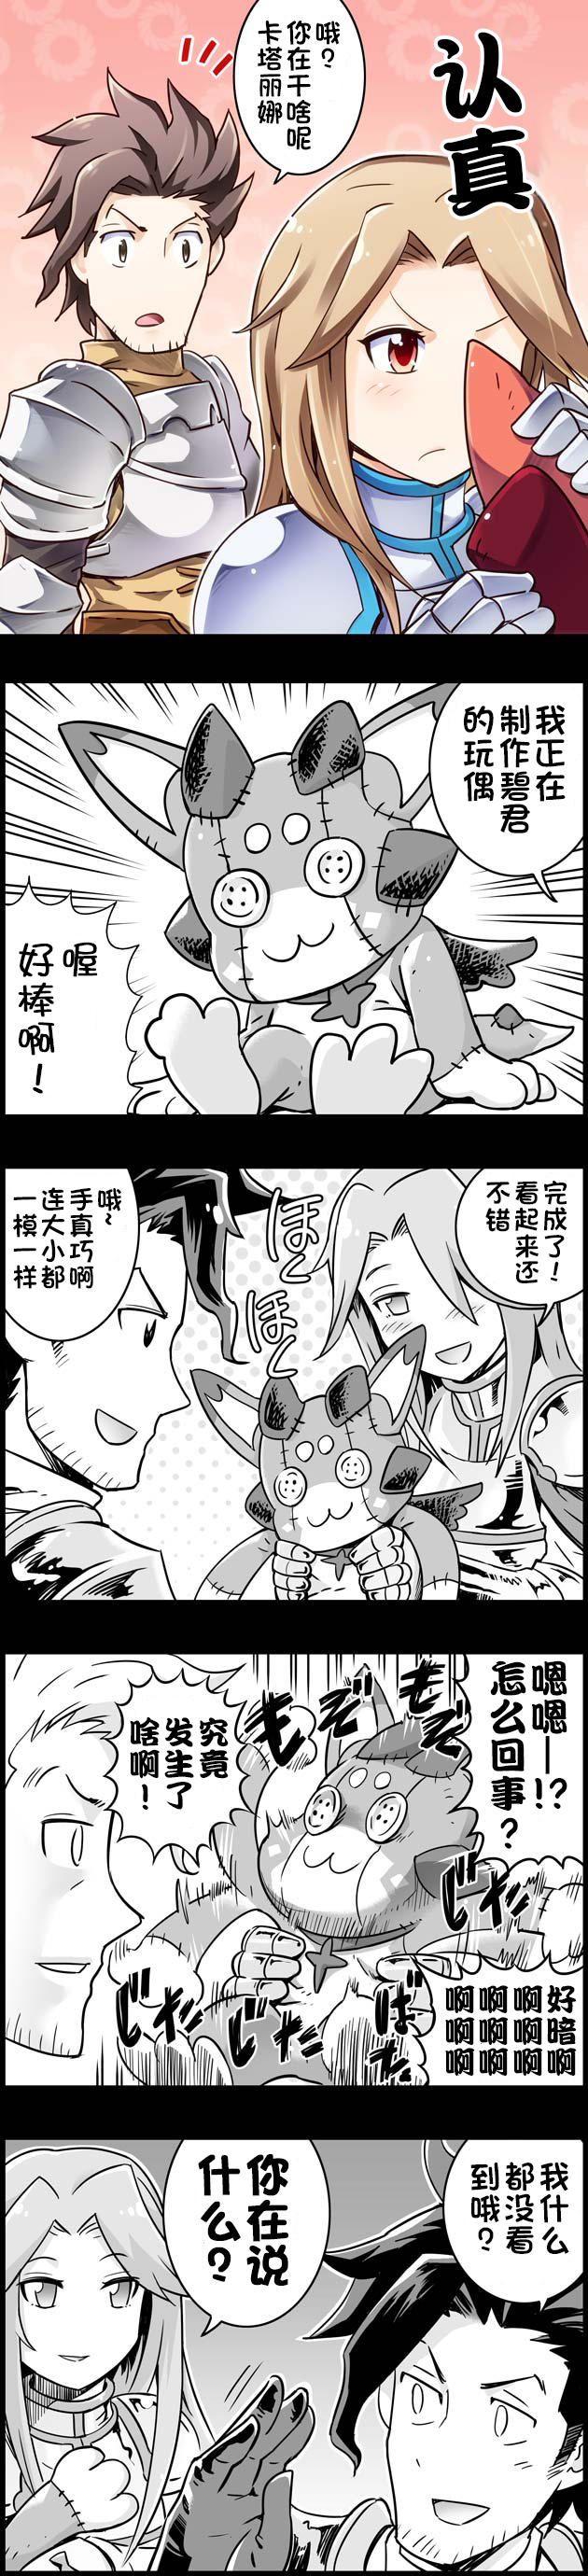 认真
哦？
你在干啥呢
卡塔丽娜
我正在
制作碧君
的玩偶
喔
好棒啊！
完成了！
看起来还
不错
ほくほく
哦~
手真巧啊
连大小都
一模一样
嗯嗯—！？
怎么回事？
もぞもぞ
究竟
发生了
啥啊！
じた
じた
じた
ば
好暗啊
啊啊啊
啊啊啊
啊啊啊
我什么
都没看
到哦？
你在说
什么？